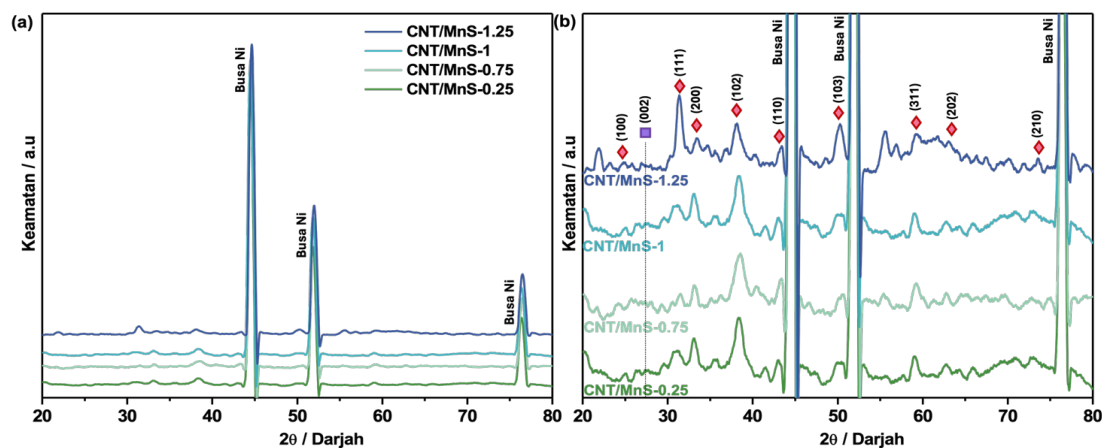 (a)
Keamatan / a.u
Busa Ni
Busa Ni
Busa Ni
CNT/MnS-1.25
CNT/MnS-1
CNT/MnS-0.75
CNT/MnS-0.25
20 30 40 50 60 70 80
2θ / Darjah
(b)
Keamatan / a.u
(100)
(002)
(111)
(200)
(102)
(110)
Busa Ni
(103)
Busa Ni
(311)
(202)
(210)
Busa Ni
CNT/MnS-1.25
CNT/MnS-1
CNT/MnS-0.75
CNT/MnS-0.25
20 30 40 50 60 70 80
2θ / Darjah